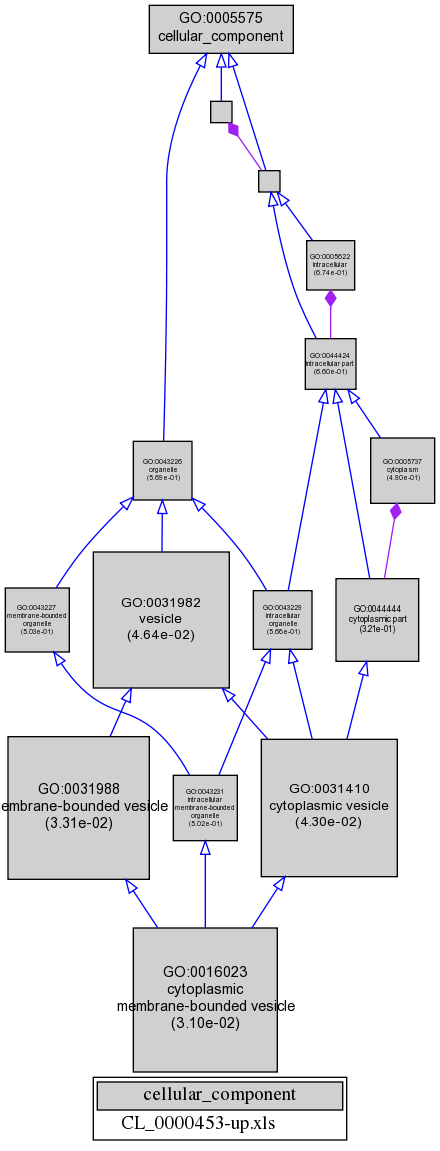 GO:0005575
cellular_component
GO:0005622
intracellular
(6.74e-01)
GO:0044424
intracellular part
(6.60e-01)
GO:0043226
organelle
(5.69e-01)
GO:0005737
cytoplasm
(4.90e-01)
GO:0043227
membrane-bounded
organelle
(5.03e-01)
GO:0031982
vesicle
(4.64e-02)
GO:0043229
intracellular
organelle
(5.66e-01)
GO:0044444
cytoplasmic part
(3.21e-01)
GO:0031988
membrane-bounded vesicle
(3.31e-02)
GO:0043231
intracellular
membrane-bounded
organelle
(5.02e-01)
GO:0031410
cytoplasmic vesicle
(4.30e-02)
GO:0016023
cytoplasmic
membrane-bounded vesicle
(3.10e-02)
cellular_component
CL_0000453-up.xls